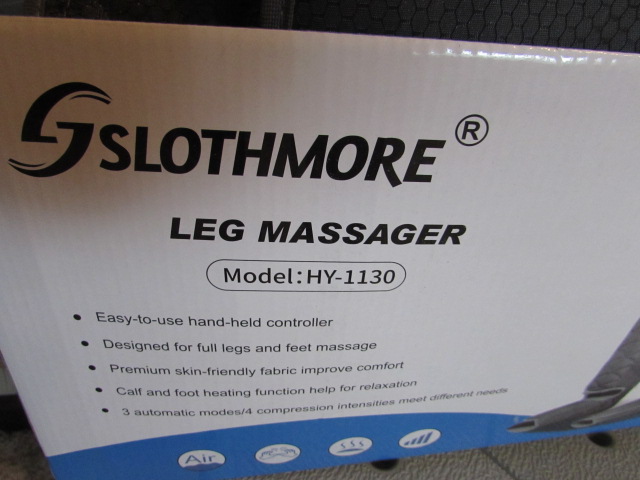 SLOTHMORE ®
LEG MASSAGER
Model:HY-1130
• Easy-to-use hand-held controller
• Designed for full legs and feet massage
• Premium skin-friendly fabric improve comfort
• Calf and foot heating function help for relaxation
• 3 automatic modes/4 compression intensities meet different needs
Air